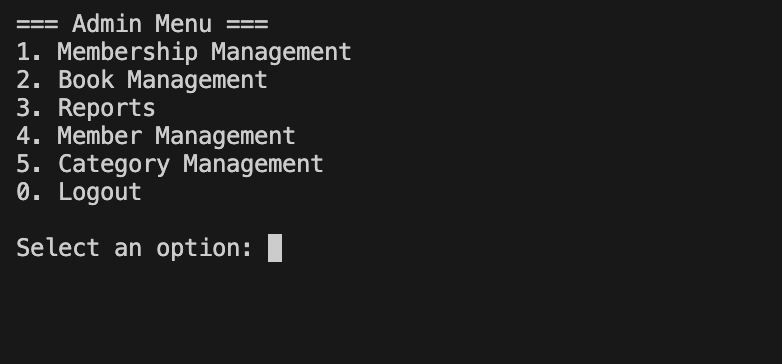 === Admin Menu ===
1. Membership Management
2. Book Management
3. Reports
4. Member Management
5. Category Management
0. Logout
Select an option: